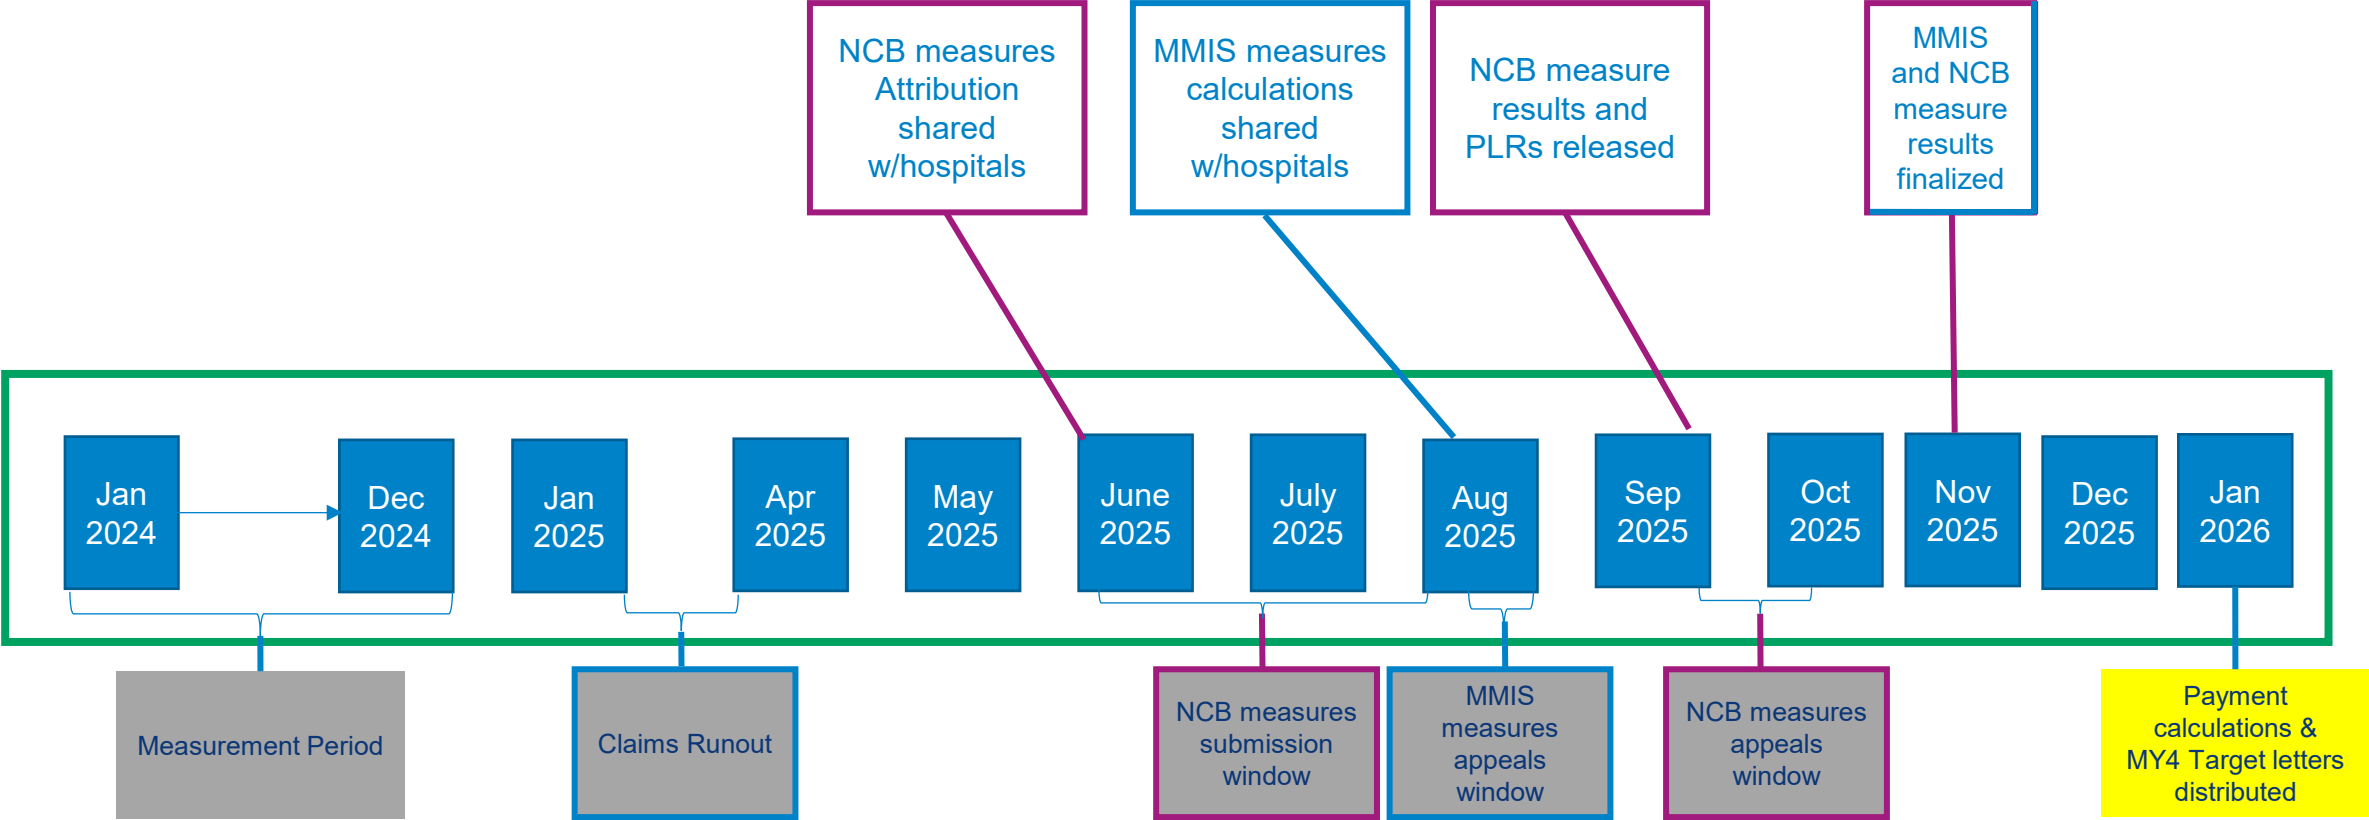 NCB measures
Attribution
shared
w/hospitals
MMIS measures
calculations
shared
w/hospitals
NCB measure
results and
PLRs released
MMIS
and NCB
measure
results
finalized
Jan
2024
Dec
2024
Jan
2025
Apr
2025
May
2025
June
2025
July
2025
Aug
2025
Sep
2025
Oct
2025
Nov
2025
Dec
2025
Jan
2026
Measurement Period
Claims Runout
NCB measures
submission
window
MMIS
measures
appeals
window
NCB measures
appeals
window
Payment
calculations &
MY4 Target letters
distributed